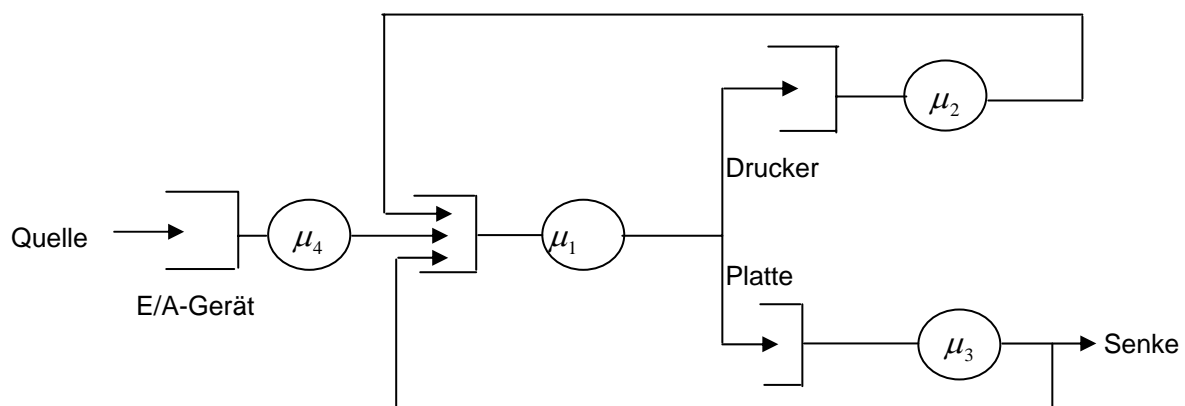 μ₂
Drucker
Quelle
μ₄
μ₁
E/A-Gerät
Platte
μ₃
Senke